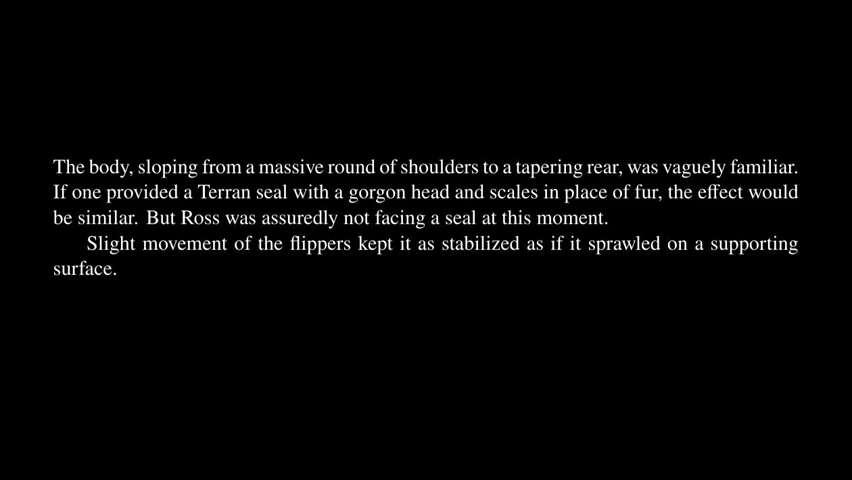 The body, sloping from a massive round of shoulders to a tapering rear, was vaguely familiar.
If one provided a Terran seal with a gorgon head and scales in place of fur, the effect would
be similar. But Ross was assuredly not facing a seal at this moment.
Slight movement of the flippers kept it as stabilized as if it sprawled on a supporting
surface.